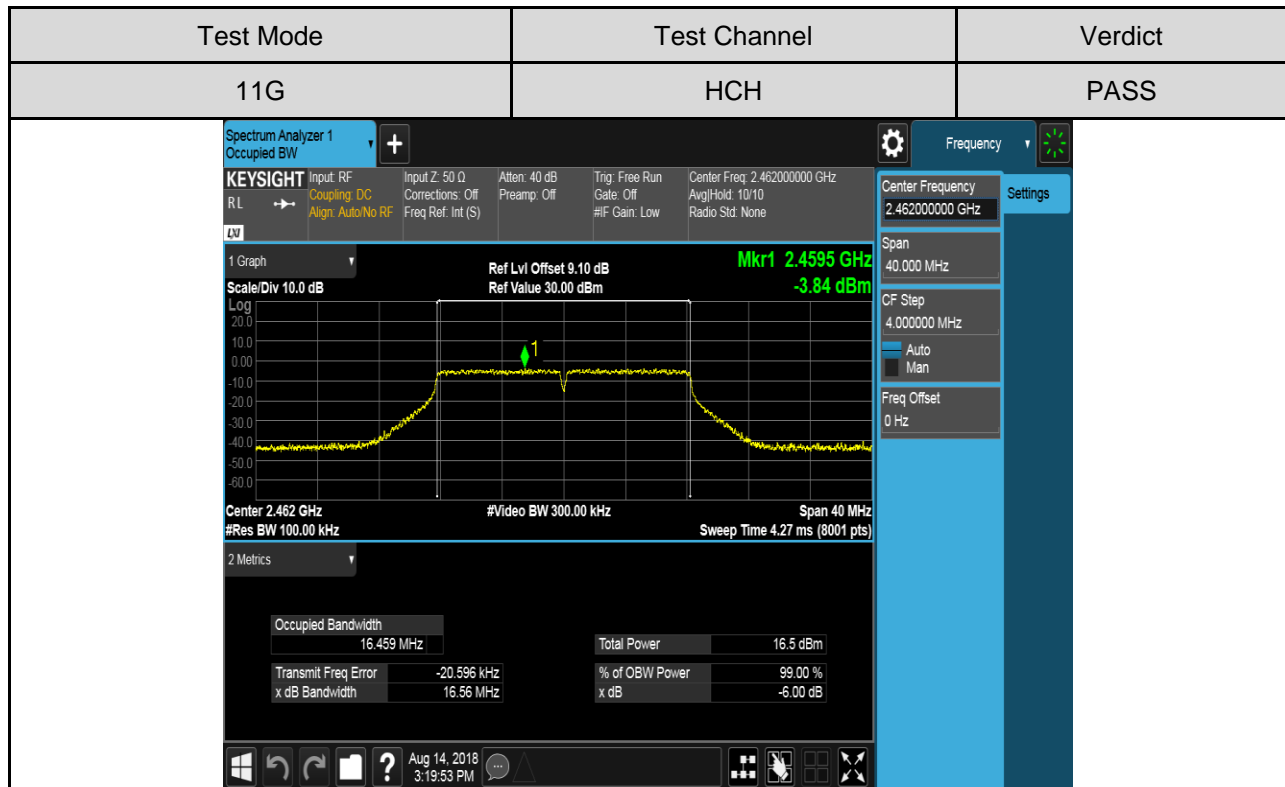 Test Mode Test Channel Verdict
11G HCH PASS
Spectrum Analyzer 1
Occupied BW
+
Frequency
KEYSIGHT Input: RF Input Z: 50 Ω Atten: 40 dB Trig: Free Run Center Freq: 2.462000000 GHz
RL Coupling: DC Corrections: Off Preamp: Off Gate: Off Avg|Hold: 10/10
Align: Auto/No RF Freq Ref: Int (S) #IF Gain: Low Radio Std: None
LXI
Center Frequency
2.462000000 GHz
Settings
Span
40.000 MHz
CF Step
4.000000 MHz
Auto
Man
Freq Offset
0 Hz
1 Graph Ref Lvl Offset 9.10 dB Mkr1 2.4595 GHz
Scale/Div 10.0 dB Ref Value 30.00 dBm -3.84 dBm
Log
20.0
10.0
0.00
-10.0
-20.0
-30.0
-40.0
-50.0
-60.0
1
Center 2.462 GHz #Video BW 300.00 kHz Span 40 MHz
#Res BW 100.00 kHz Sweep Time 4.27 ms (8001 pts)
2 Metrics
Occupied Bandwidth
16.459 MHz Total Power 16.5 dBm
Transmit Freq Error -20.596 kHz % of OBW Power 99.00 %
x dB Bandwidth 16.56 MHz x dB -6.00 dB
? Aug 14, 2018
3:19:53 PM